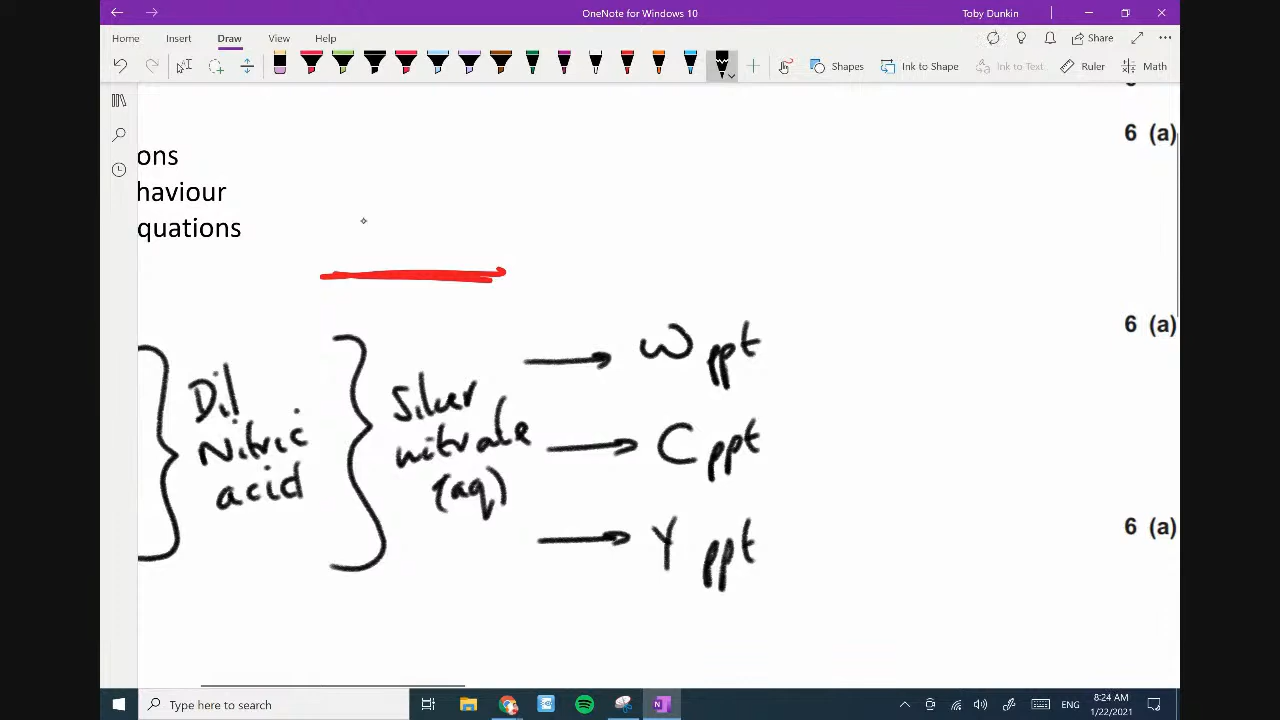 OneNote for Windows 10
Toby Dunkin
Home Insert Draw View Help
Share
Shapes
Ink to Shape
Ink to Text
Ruler
Math
6 (a)
ons
haviour
quations
6 (a)
W ppt
Dil
Nitric
acid
Silver
nitrate
(aq)
C ppt
Y ppt
6 (a)
Type here to search
ENG
8:24 AM
1/22/2021